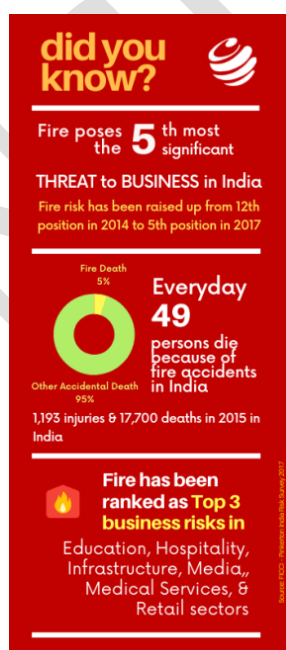 did you
know?
Fire poses
the 5 th most
significant
THREAT to BUSINESS in India
Fire risk has been raised up from 12th
position in 2014 to 5th position in 2017
Fire Death
5%
Other Accidental Death
95%
Everyday
49
persons die
because of
fire accidents
in India
1,193 injuries & 17,700 deaths in 2015 in
India
Fire has been
ranked as Top 3
business risks in
Education, Hospitality,
Infrastructure, Media,,
Medical Services, &
Retail sectors
Source: FICCI - Pinkerton India Risk Survey 2017